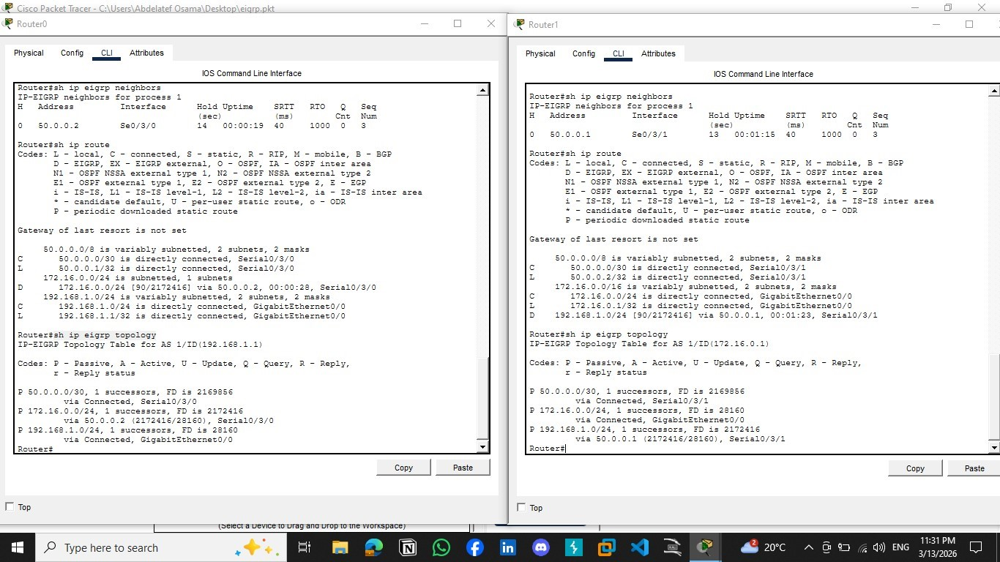 Cisco Packet Tracer - C:\Users\Abdelatef Osama\Desktop\eigrp.pkt
Router0
Physical Config CLI Attributes
IOS Command Line Interface
Router#sh ip eigrp neighbors
IP-EIGRP neighbors for process 1
H   Address         Interface      Hold Uptime    SRTT   RTO   Q   Seq
                                   (sec)          (ms)        Cnt  Num
0   50.0.0.2        Se0/3/0        14   00:00:19  40     1000  0   3
Router#sh ip route
Codes: L - local, C - connected, S - static, R - RIP, M - mobile, B - BGP
       D - EIGRP, EX - EIGRP external, O - OSPF, IA - OSPF inter area
       N1 - OSPF NSSA external type 1, N2 - OSPF NSSA external type 2
       E1 - OSPF external type 1, E2 - OSPF external type 2, E - EGP
       i - IS-IS, L1 - IS-IS level-1, L2 - IS-IS level-2, ia - IS-IS inter area
       * - candidate default, U - per-user static route, o - ODR
       P - periodic downloaded static route
Gateway of last resort is not set
     50.0.0.0/8 is variably subnetted, 2 subnets, 2 masks
C       50.0.0.0/30 is directly connected, Serial0/3/0
L       50.0.0.1/32 is directly connected, Serial0/3/0
     172.16.0.0/24 is subnetted, 1 subnets
D       172.16.0.0/24 [90/2172416] via 50.0.0.2, 00:00:28, Serial0/3/0
     192.168.1.0/24 is variably subnetted, 2 subnets, 2 masks
C       192.168.1.0/24 is directly connected, GigabitEthernet0/0
L       192.168.1.1/32 is directly connected, GigabitEthernet0/0
Router#sh ip eigrp topology
IP-EIGRP Topology Table for AS 1/ID(192.168.1.1)
Codes: P - Passive, A - Active, U - Update, Q - Query, R - Reply,
       r - Reply status
P 50.0.0.0/30, 1 successors, FD is 2169856
         via Connected, Serial0/3/0
P 172.16.0.0/24, 1 successors, FD is 2172416
         via 50.0.0.2 (2172416/28160), Serial0/3/0
P 192.168.1.0/24, 1 successors, FD is 28160
         via Connected, GigabitEthernet0/0
Router#
Copy Paste
Top
Router1
Physical Config CLI Attributes
IOS Command Line Interface
Router#sh ip eigrp neighbors
IP-EIGRP neighbors for process 1
H   Address         Interface      Hold Uptime    SRTT   RTO   Q   Seq
                                   (sec)          (ms)        Cnt  Num
0   50.0.0.1        Se0/3/1        13   00:01:15  40     1000  0   3
Router#sh ip route
Codes: L - local, C - connected, S - static, R - RIP, M - mobile, B - BGP
       D - EIGRP, EX - EIGRP external, O - OSPF, IA - OSPF inter area
       N1 - OSPF NSSA external type 1, N2 - OSPF NSSA external type 2
       E1 - OSPF external type 1, E2 - OSPF external type 2, E - EGP
       i - IS-IS, L1 - IS-IS level-1, L2 - IS-IS level-2, ia - IS-IS inter area
       * - candidate default, U - per-user static route, o - ODR
       P - periodic downloaded static route
Gateway of last resort is not set
     50.0.0.0/8 is variably subnetted, 2 subnets, 2 masks
C       50.0.0.0/30 is directly connected, Serial0/3/1
L       50.0.0.2/32 is directly connected, Serial0/3/1
     172.16.0.0/16 is variably subnetted, 2 subnets, 2 masks
C       172.16.0.0/24 is directly connected, GigabitEthernet0/0
L       172.16.0.1/32 is directly connected, GigabitEthernet0/0
D    192.168.1.0/24 [90/2172416] via 50.0.0.1, 00:01:23, Serial0/3/1
Router#sh ip eigrp topology
IP-EIGRP Topology Table for AS 1/ID(172.16.0.1)
Codes: P - Passive, A - Active, U - Update, Q - Query, R - Reply,
       r - Reply status
P 50.0.0.0/30, 1 successors, FD is 2169856
         via Connected, Serial0/3/1
P 172.16.0.0/24, 1 successors, FD is 28160
         via Connected, GigabitEthernet0/0
P 192.168.1.0/24, 1 successors, FD is 2172416
         via 50.0.0.1 (2172416/28160), Serial0/3/1
Router#
Copy Paste
Top
(Select a Device to Drag and Drop to the Workspace)
Type here to search
2
20°C
ENG
11:31 PM
3/13/2026